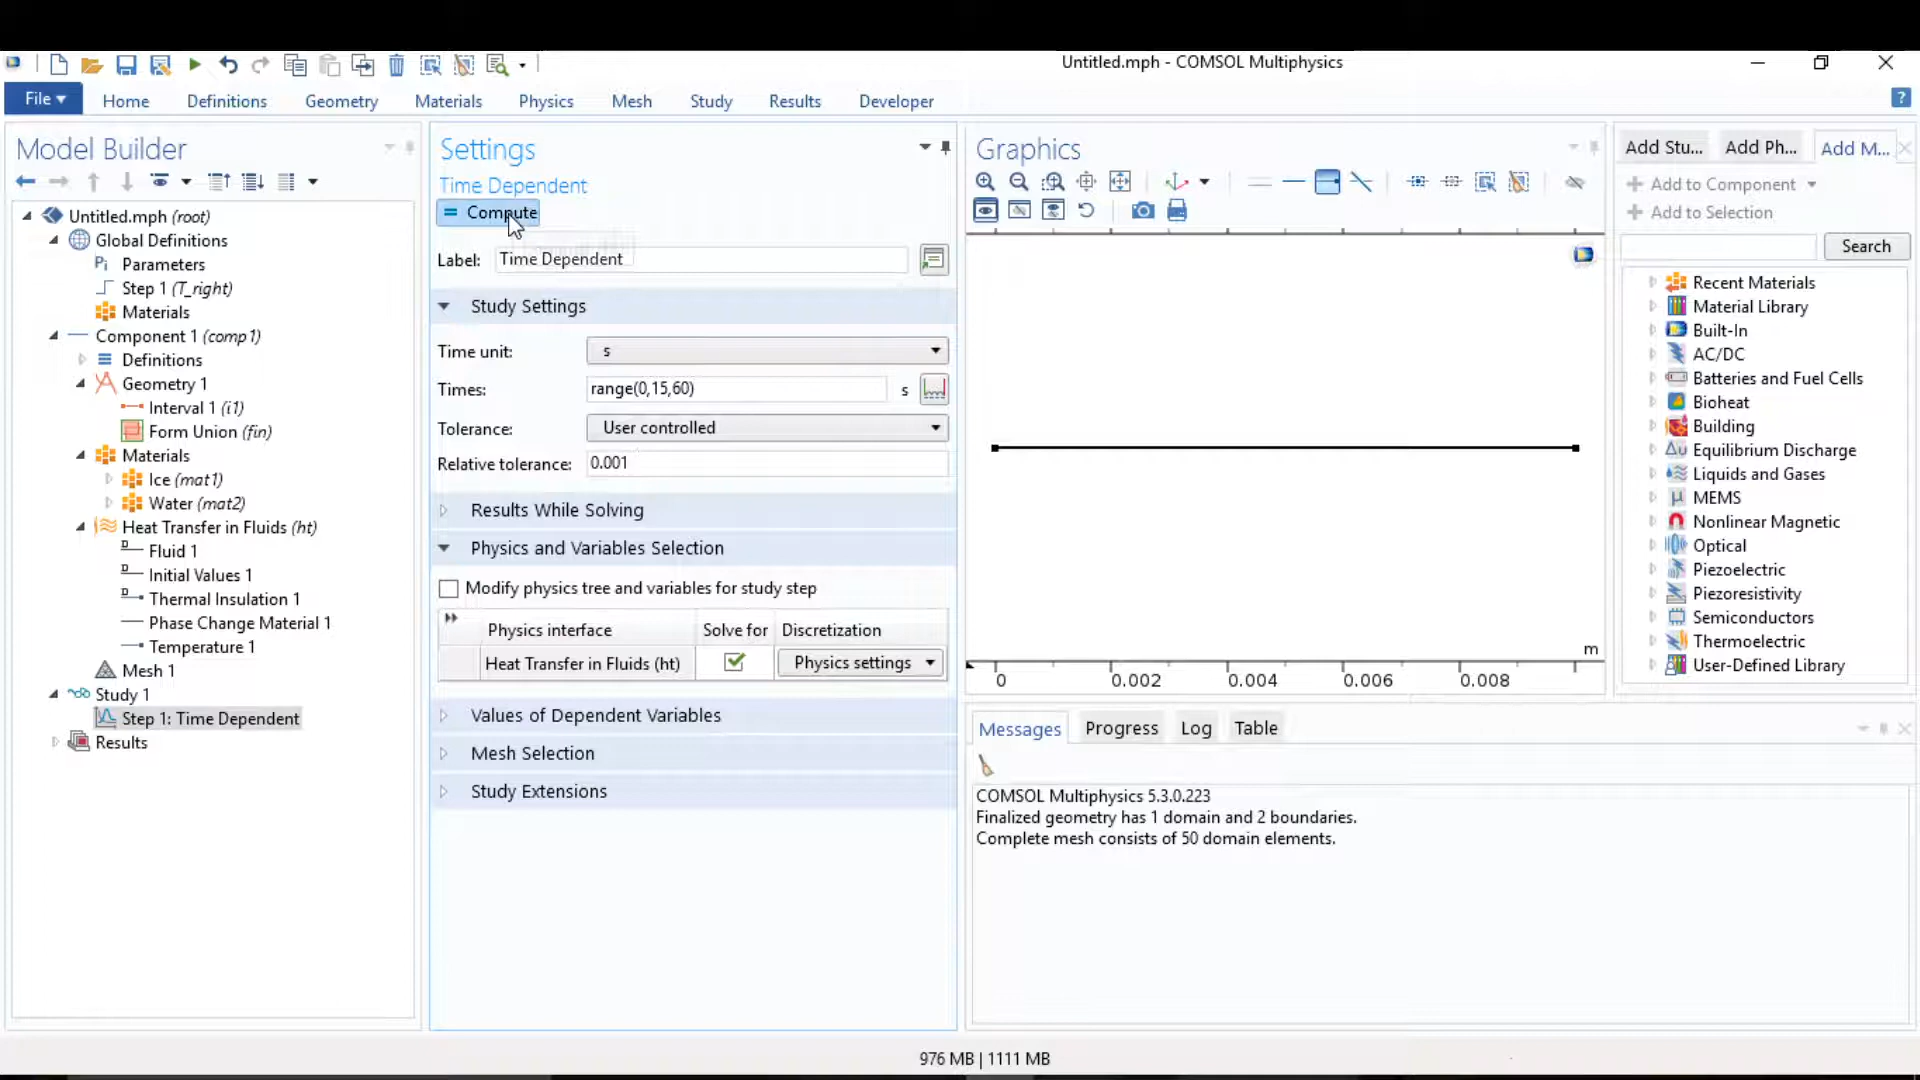 Untitled.mph - COMSOL Multiphysics
File
Home
Definitions
Geometry
Materials
Physics
Mesh
Study
Results
Developer
?
Model Builder
Untitled.mph (root)
Global Definitions
Pi Parameters
Step 1 (T_right)
Materials
Component 1 (comp1)
Definitions
Geometry 1
Interval 1 (i1)
Form Union (fin)
Materials
Ice (mat1)
Water (mat2)
Heat Transfer in Fluids (ht)
Fluid 1
Initial Values 1
Thermal Insulation 1
Phase Change Material 1
Temperature 1
Mesh 1
Study 1
Step 1: Time Dependent
Results
Settings
Time Dependent
= Compute
Label: Time Dependent
Study Settings
Time unit: s
Times: range(0,15,60) s
Tolerance: User controlled
Relative tolerance: 0.001
Results While Solving
Physics and Variables Selection
Modify physics tree and variables for study step
Physics interface Solve for Discretization
Heat Transfer in Fluids (ht) Physics settings
Values of Dependent Variables
Mesh Selection
Study Extensions
Graphics
m
0 0.002 0.004 0.006 0.008
Messages Progress Log Table
COMSOL Multiphysics 5.3.0.223
Finalized geometry has 1 domain and 2 boundaries.
Complete mesh consists of 50 domain elements.
Add Stu... Add Ph... Add M...
Add to Component
Add to Selection
Search
Recent Materials
Material Library
Built-In
AC/DC
Batteries and Fuel Cells
Bioheat
Building
Δu Equilibrium Discharge
Liquids and Gases
μ MEMS
Nonlinear Magnetic
Optical
Piezoelectric
Piezoresistivity
Semiconductors
Thermoelectric
User-Defined Library
976 MB | 1111 MB